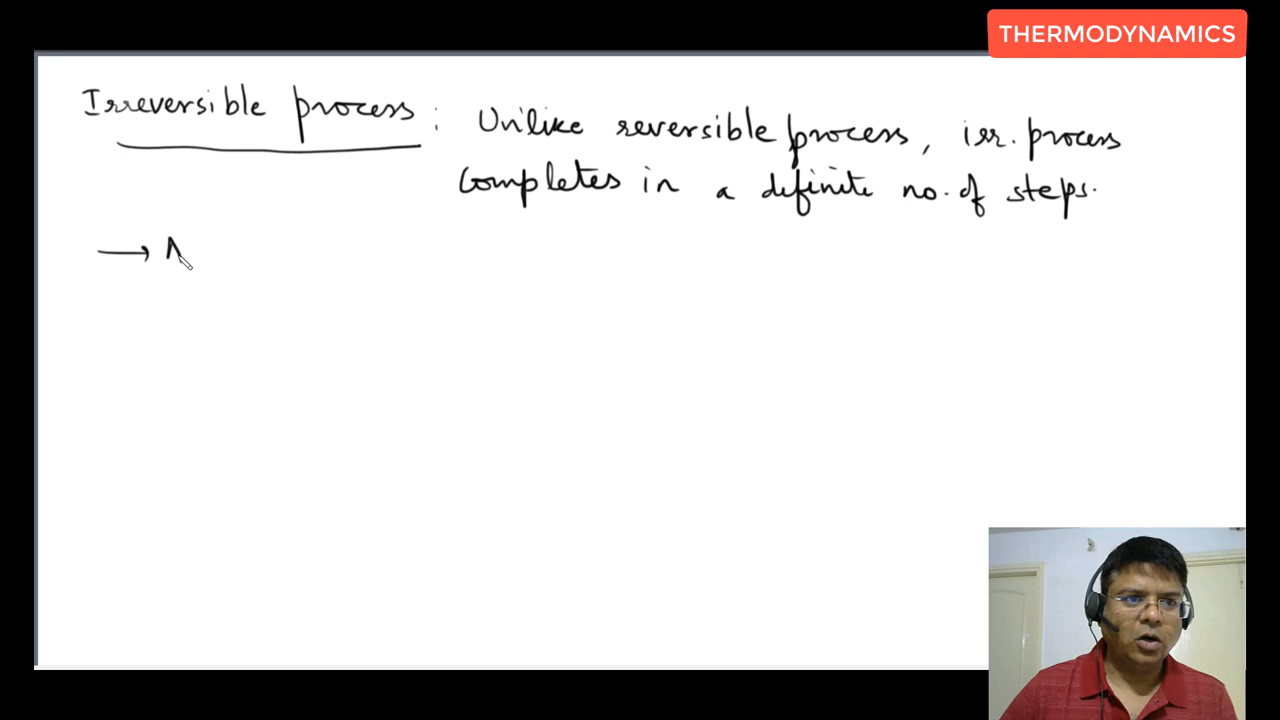 THERMODYNAMICS
Irreversible process : Unlike reversible process, irr. process
completes in a definite no. of steps.
→